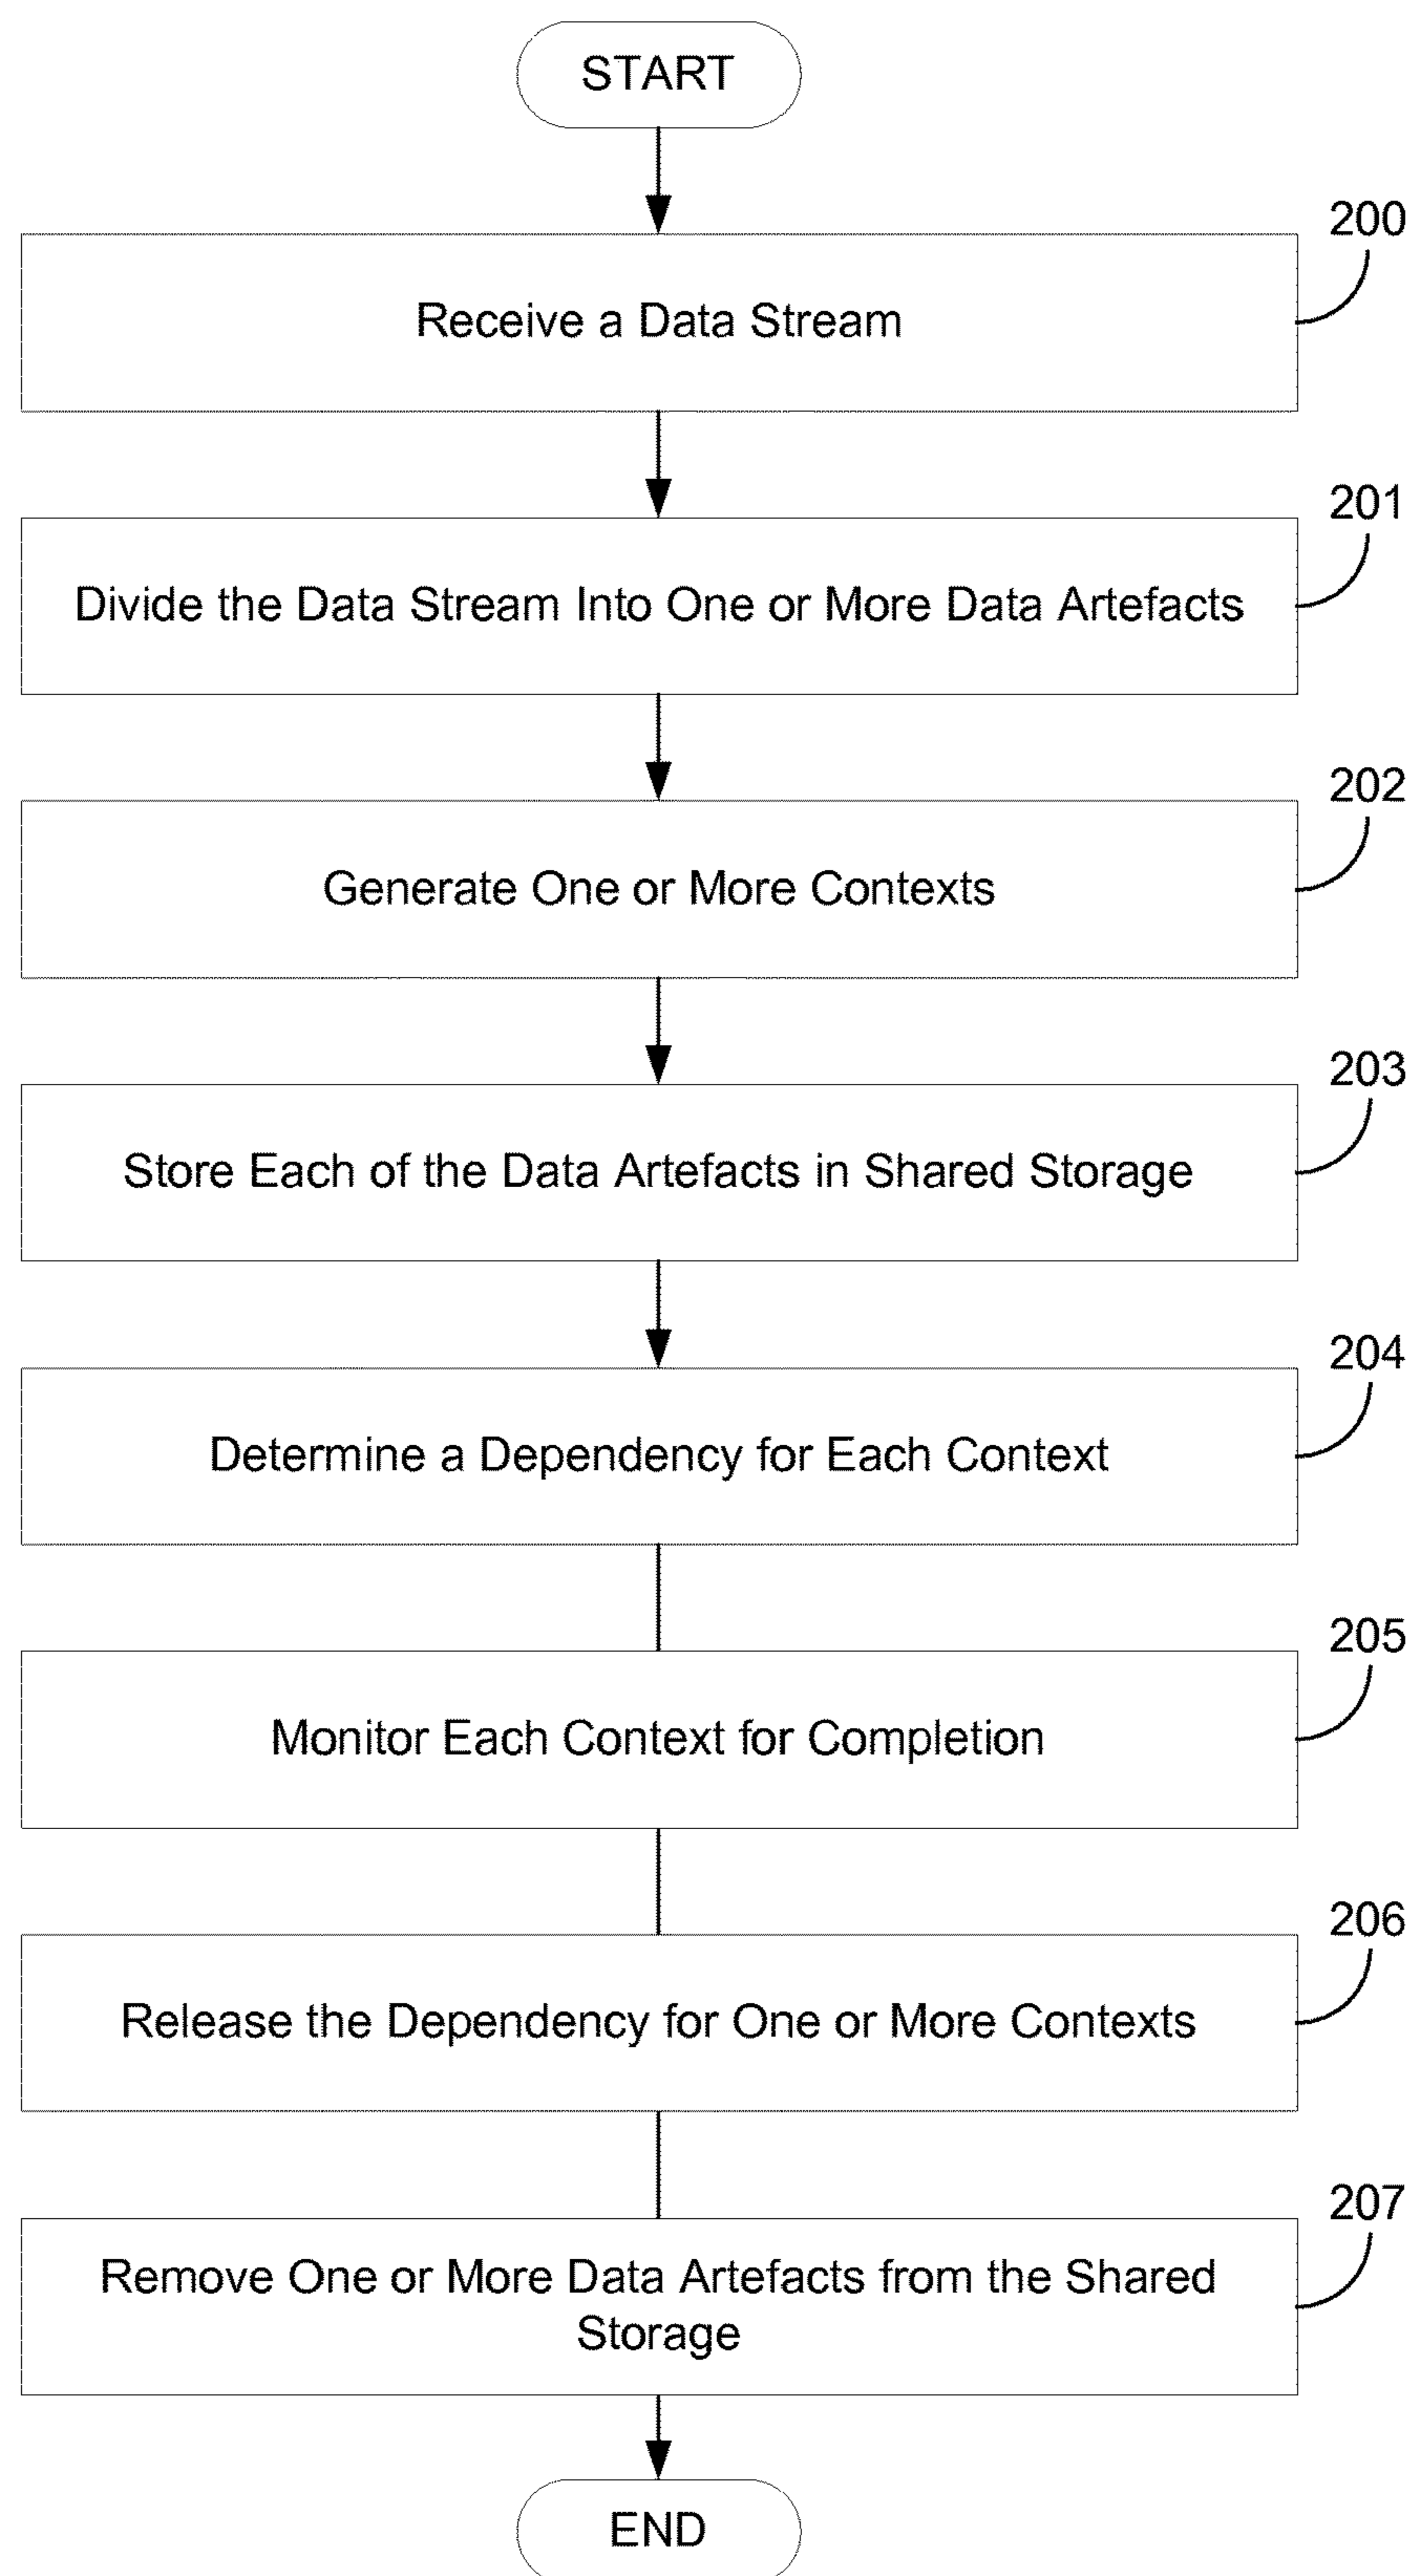 START
200
Receive a Data Stream
201
Divide the Data Stream Into One or More Data Artefacts
202
Generate One or More Contexts
203
Store Each of the Data Artefacts in Shared Storage
204
Determine a Dependency for Each Context
205
Monitor Each Context for Completion
206
Release the Dependency for One or More Contexts
207
Remove One or More Data Artefacts from the Shared
Storage
END